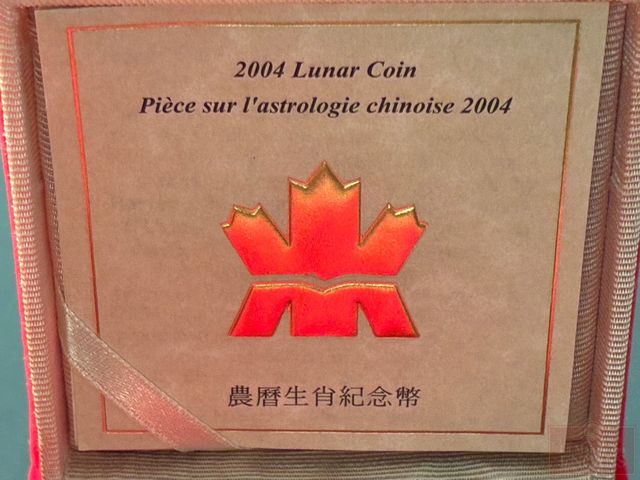 2004 Lunar Coin
Pièce sur l'astrologie chinoise 2004
農曆生肖紀念幣